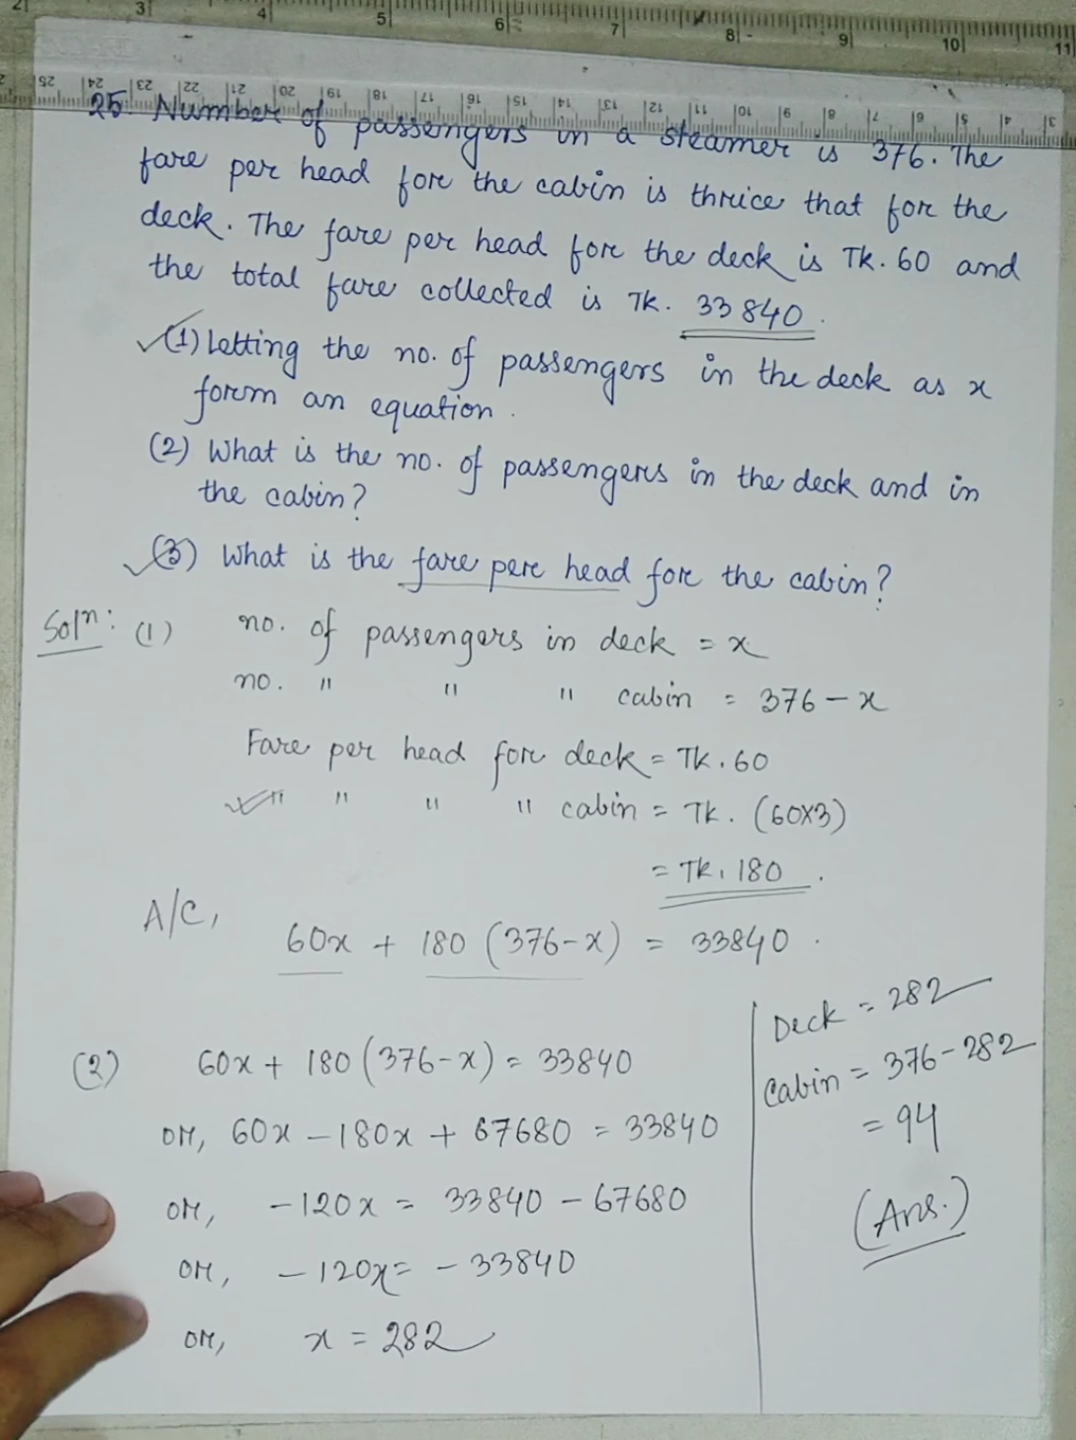 25. Number of passengers in a steamer is 376. The
fare per head for the cabin is thrice that for the
deck. The fare per head for the deck is Tk. 60 and
the total fare collected is Tk. 33840.
(1) Letting the no. of passengers in the deck as x
form an equation.
(2) What is the no. of passengers in the deck and in
the cabin?
(3) What is the fare per head for the cabin?
Solⁿ: (1) no. of passengers in deck = x
no. " " " cabin = 376 - x
Fare per head for deck = Tk. 60
" " " " cabin = Tk. (60x3)
= Tk. 180.
A/C,
60x + 180 (376-x) = 33840.
(2) 60x + 180 (376-x) = 33840
or, 60x - 180x + 67680 = 33840
or, -120x = 33840 - 67680
or, -120x = -33840
or, x = 282
Deck = 282
Cabin = 376-282
= 94
(Ans.)